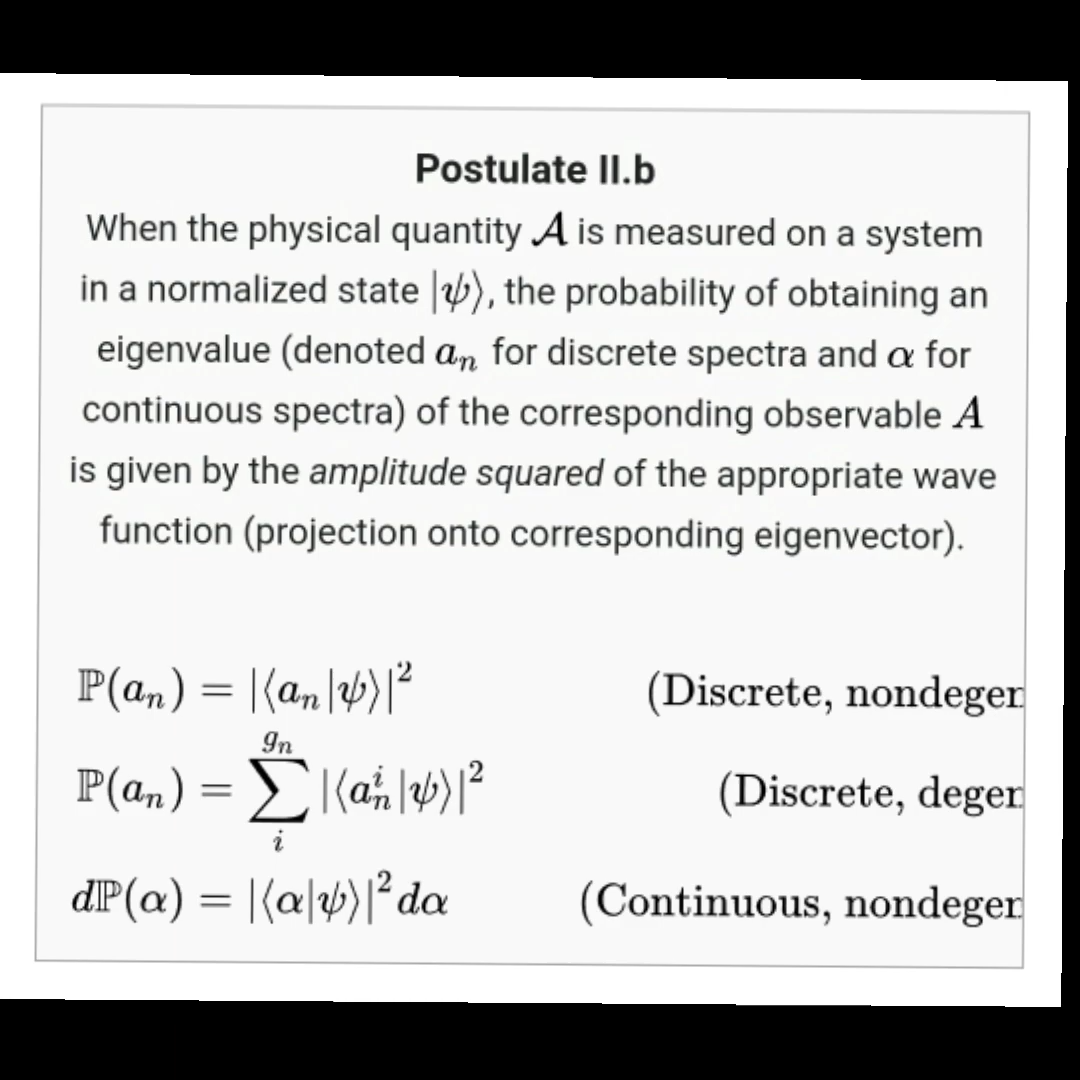 Postulate II.b
When the physical quantity 𝒜 is measured on a system
in a normalized state |ψ⟩, the probability of obtaining an
eigenvalue (denoted aₙ for discrete spectra and α for
continuous spectra) of the corresponding observable A
is given by the amplitude squared of the appropriate wave
function (projection onto corresponding eigenvector).
ℙ(aₙ) = |⟨aₙ|ψ⟩|² (Discrete, nondegen
ℙ(aₙ) = ∑ᵢ^{gₙ} |⟨aₙⁱ|ψ⟩|² (Discrete, degen
dℙ(α) = |⟨α|ψ⟩|² dα (Continuous, nondegen